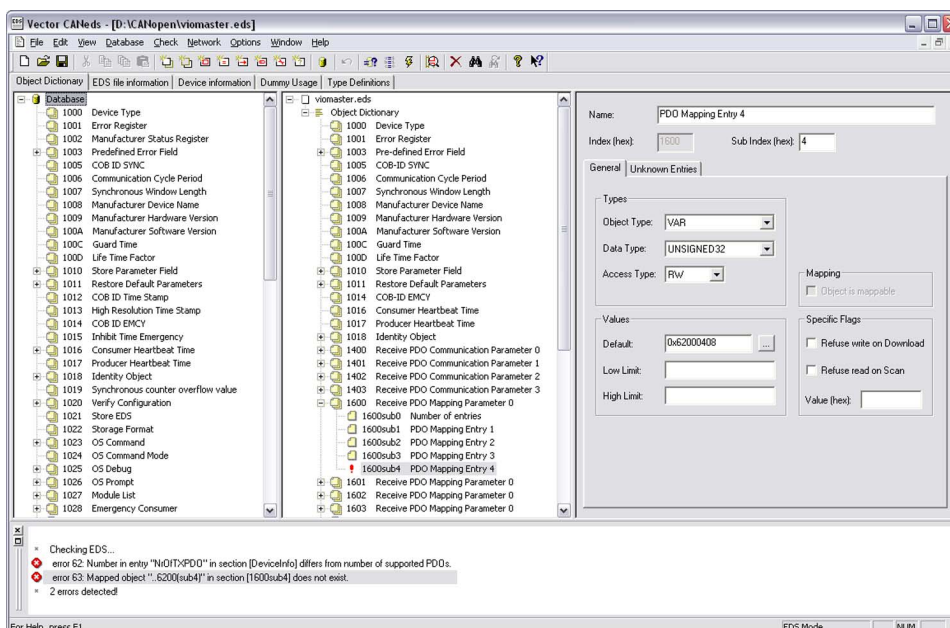 Vector CANeds - [D:\CANopen\viomaster.eds]
File Edit View Database Check Network Options Window Help
Object Dictionary EDS file information Device information Dummy Usage Type Definitions
Database
1000 Device Type
1001 Error Register
1002 Manufacturer Status Register
1003 Predefined Error Field
1005 COB ID SYNC
1006 Communication Cycle Period
1007 Synchronous Window Length
1008 Manufacturer Device Name
1009 Manufacturer Hardware Version
100A Manufacturer Software Version
100C Guard Time
100D Life Time Factor
1010 Store Parameter Field
1011 Restore Default Parameters
1012 COB ID Time Stamp
1013 High Resolution Time Stamp
1014 COB ID EMCY
1015 Inhibit Time Emergency
1016 Consumer Heartbeat Time
1017 Producer Heartbeat Time
1018 Identity Object
1019 Synchronous counter overflow value
1020 Verify Configuration
1021 Store EDS
1022 Storage Format
1023 OS Command
1024 OS Command Mode
1025 OS Debug
1026 OS Prompt
1027 Module List
1028 Emergency Consumer
viomaster.eds
Object Dictionary
1000 Device Type
1001 Error Register
1003 Pre-defined Error Field
1005 COB-ID SYNC
1006 Communication Cycle Period
1007 Synchronous Window Length
1008 Manufacturer Device Name
1009 Manufacturer Hardware Version
100A Manufacturer Software Version
100C Guard Time
100D Life Time Factor
1010 Store Parameter Field
1011 Restore Default Parameters
1014 COB-ID EMCY
1016 Consumer Heartbeat Time
1017 Producer Heartbeat Time
1018 Identity Object
1400 Receive PDO Communication Parameter 0
1401 Receive PDO Communication Parameter 1
1402 Receive PDO Communication Parameter 2
1403 Receive PDO Communication Parameter 3
1600 Receive PDO Mapping Parameter 0
1600sub0 Number of entries
1600sub1 PDO Mapping Entry 1
1600sub2 PDO Mapping Entry 2
1600sub3 PDO Mapping Entry 3
1600sub4 PDO Mapping Entry 4
1601 Receive PDO Mapping Parameter 0
1602 Receive PDO Mapping Parameter 0
1603 Receive PDO Mapping Parameter 0
Name: PDO Mapping Entry 4
Index (hex): 1600 Sub Index (hex): 4
General Unknown Entries
Types
Object Type: VAR
Data Type: UNSIGNED32
Access Type: RW
Mapping
Object is mappable
Values
Default: 0x62000408 ...
Low Limit:
High Limit:
Specific Flags
Refuse write on Download
Refuse read on Scan
Value (hex):
Checking EDS...
error 62: Number in entry "NrOfTXPDO" in section [DeviceInfo] differs from number of supported PDOs.
error 63: Mapped object "..6200(sub4)" in section [1600sub4] does not exist.
2 errors detected!
For Help, press F1 EDS Mode NUM